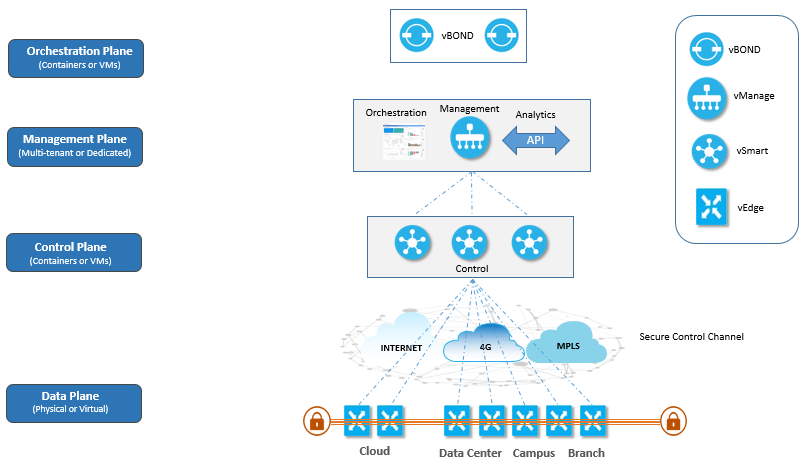 Orchestration Plane
(Containers or VMs)
vBOND
vBOND
vManage
vSmart
vEdge
Management Plane
(Multi-tenant or Dedicated)
Orchestration
Management
Analytics
API
Control Plane
(Containers or VMs)
Control
INTERNET
4G
MPLS
Secure Control Channel
Data Plane
(Physical or Virtual)
Cloud
Data Center
Campus
Branch